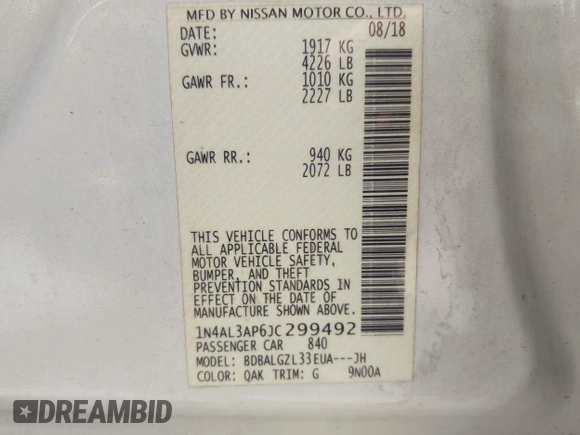 MFD BY NISSAN MOTOR CO., LTD.
DATE: 08/18
GVWR: 1917 KG
4226 LB
GAWR FR.: 1010 KG
2227 LB
GAWR RR.: 940 KG
2072 LB
THIS VEHICLE CONFORMS TO
ALL APPLICABLE FEDERAL
MOTOR VEHICLE SAFETY,
BUMPER, AND THEFT
PREVENTION STANDARDS IN
EFFECT ON THE DATE OF
MANUFACTURE SHOWN ABOVE.
1N4AL3AP6JC299492
PASSENGER CAR 840
MODEL: BDBALGZL33EUA---JH
COLOR: QAK TRIM: G 9N00A
DREAMBID